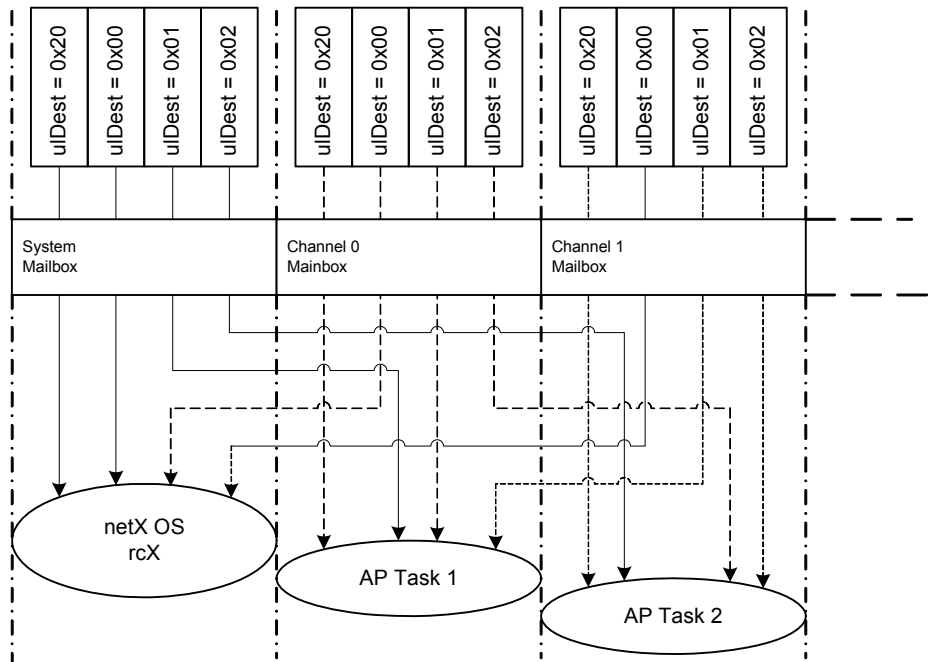 ulDest = 0x20
ulDest = 0x00
ulDest = 0x01
ulDest = 0x02
ulDest = 0x20
ulDest = 0x00
ulDest = 0x01
ulDest = 0x02
ulDest = 0x20
ulDest = 0x00
ulDest = 0x01
ulDest = 0x02
System
Mailbox
Channel 0
Mainbox
Channel 1
Mailbox
netX OS
rcX
AP Task 1
AP Task 2